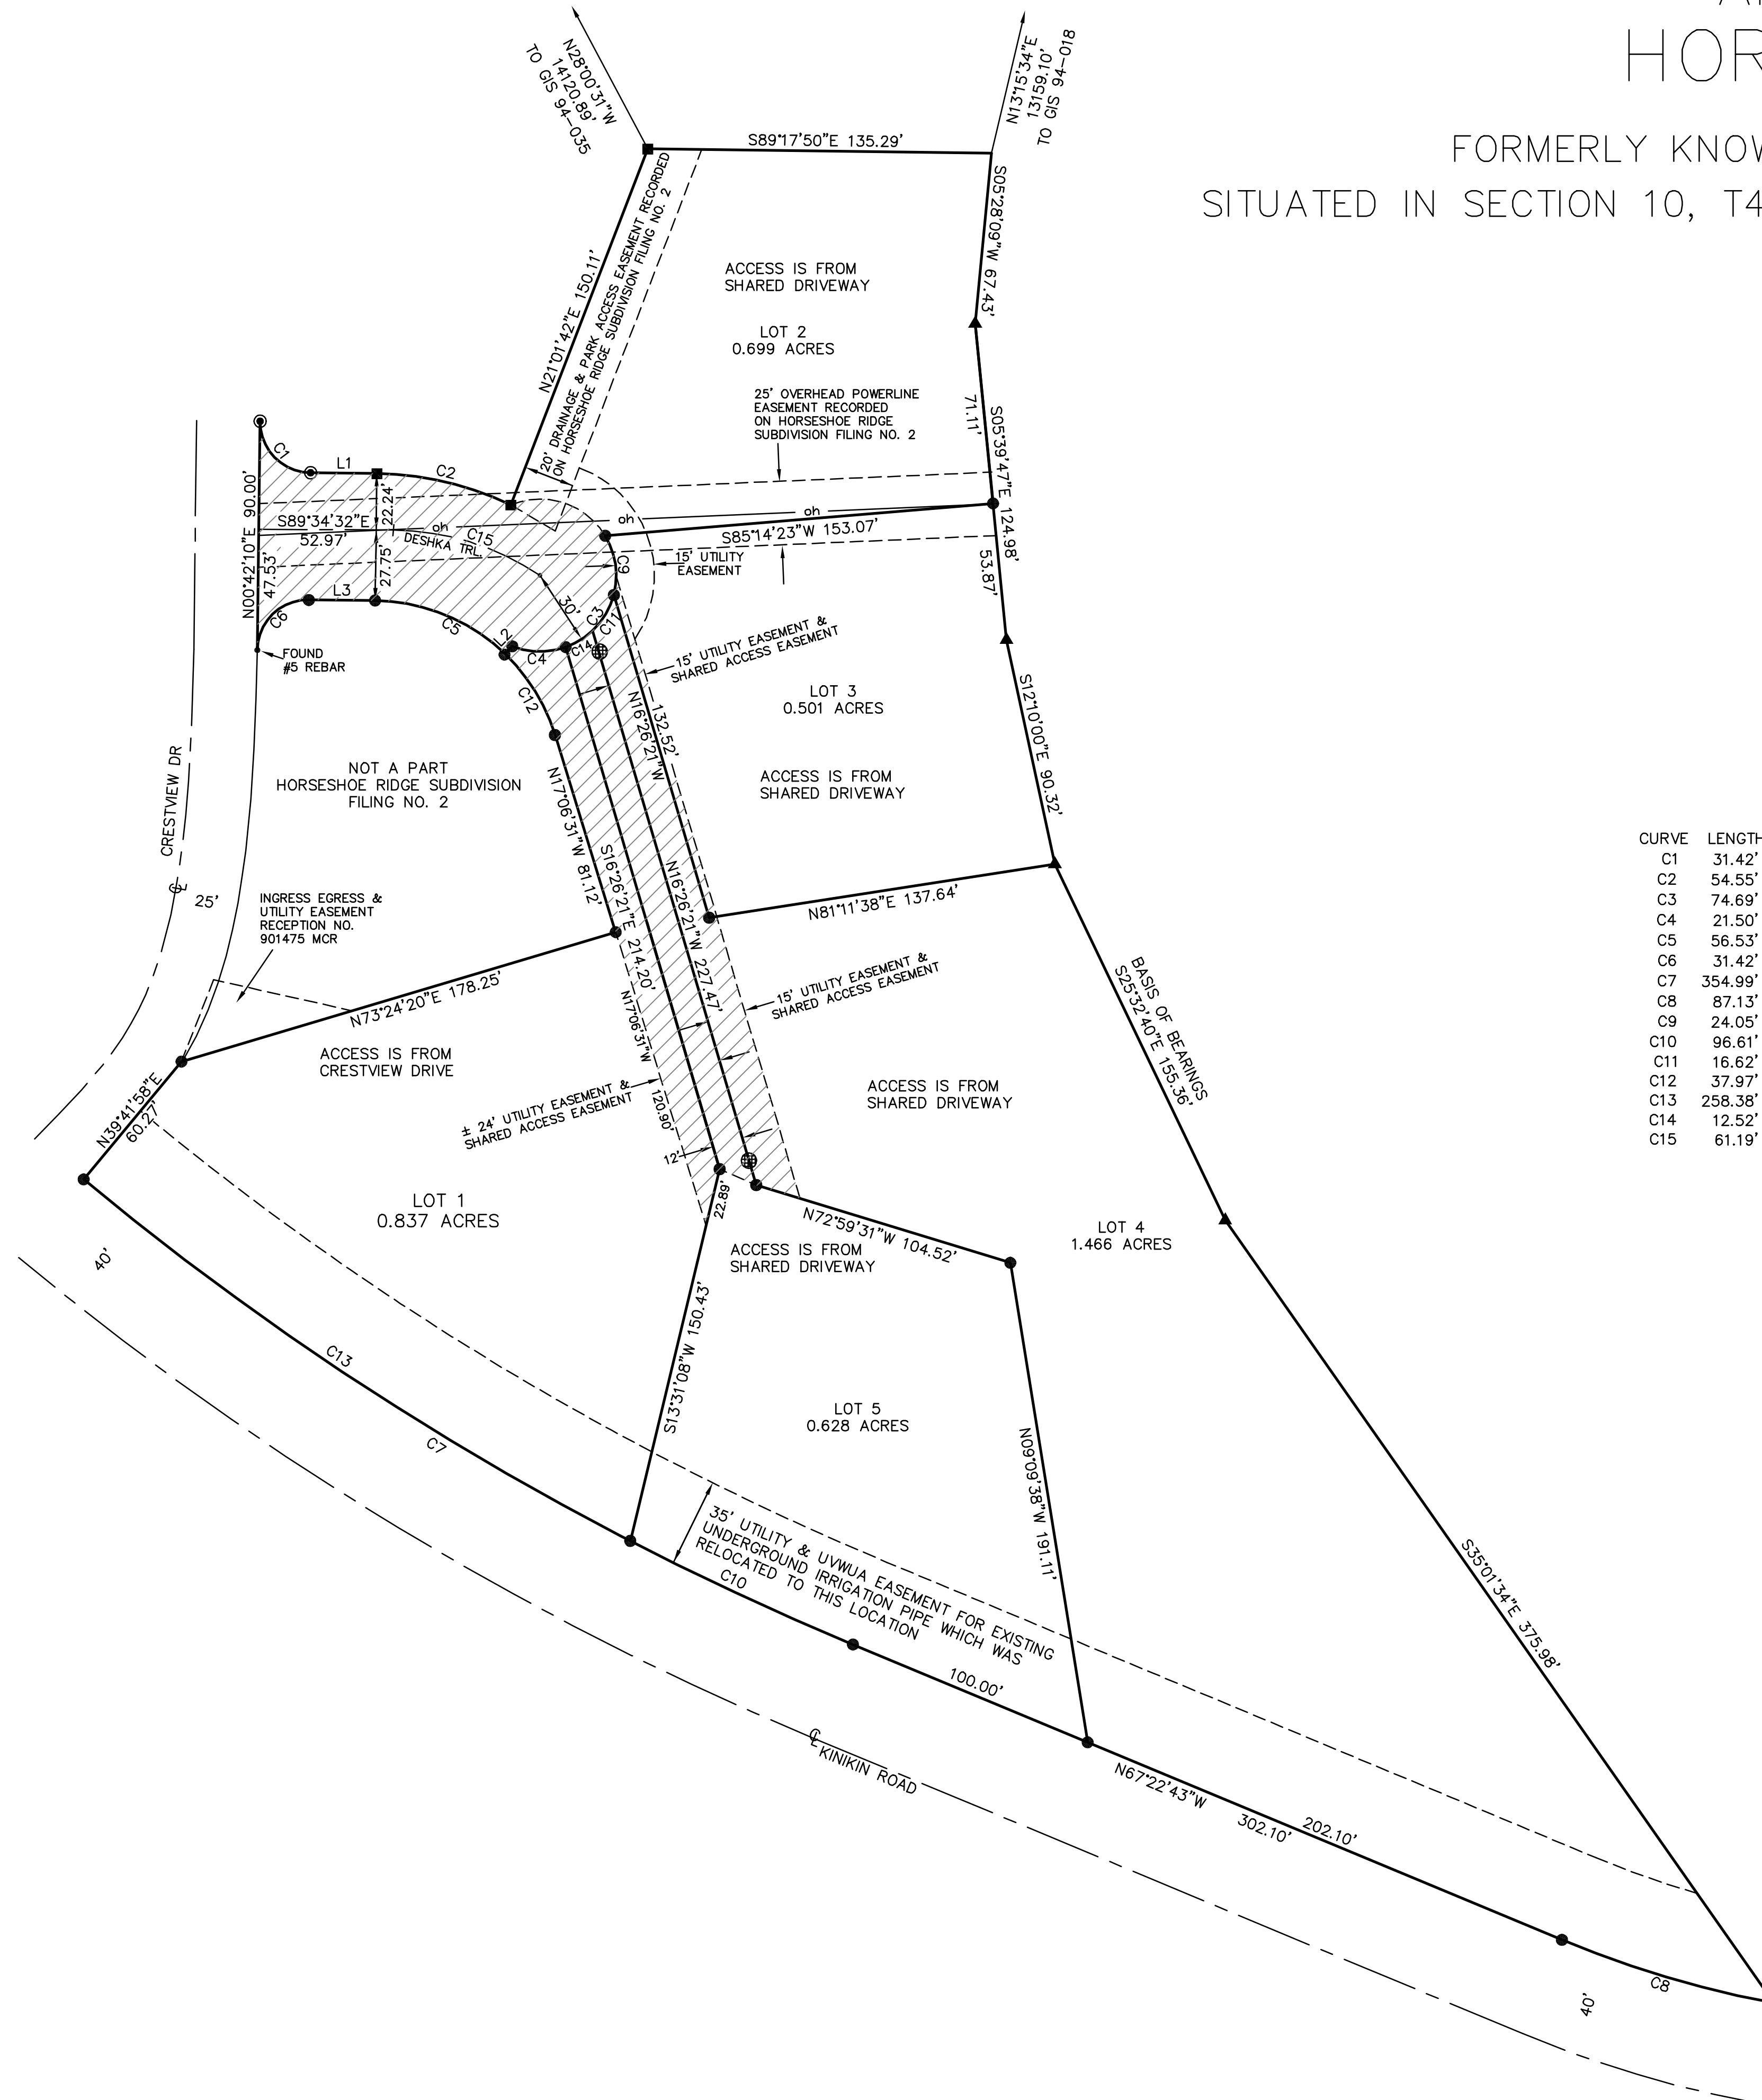 HOR
FORMERLY KNOW
SITUATED IN SECTION 10, T4
N28°00'31"W
14120.89'
TO GIS 94-035
N13°15'34"E
13159.10'
TO GIS 94-018
S89°17'50"E 135.29'
S05°28'09"W 67.43'
N21°01'42"E 150.11'
20' DRAINAGE & PARK ACCESS EASEMENT RECORDED
ON HORSESHOE RIDGE SUBDIVISION FILING NO. 2
ACCESS IS FROM
SHARED DRIVEWAY
LOT 2
0.699 ACRES
25' OVERHEAD POWERLINE
EASEMENT RECORDED
ON HORSESHOE RIDGE
SUBDIVISION FILING NO. 2
71.11'
S05°39'47"E 124.98'
53.87'
C1
L1
C2
N00°42'10"E 90.00'
47.53'
22.24'
S89°34'32"E
52.97'
oh
C15
DESHKA TRL
oh
oh
S85°14'23"W 153.07'
27.75'
C9
15' UTILITY
EASEMENT
L3
C6
C5
30'
C3
C11
L2
C4
C14
C12
FOUND
#5 REBAR
15' UTILITY EASEMENT &
SHARED ACCESS EASEMENT
LOT 3
0.501 ACRES
132.52'
N16°26'21"W
S12°10'00"E 90.32'
CRESTVIEW DR
NOT A PART
HORSESHOE RIDGE SUBDIVISION
FILING NO. 2
ACCESS IS FROM
SHARED DRIVEWAY
N17°06'31"W 81.12'
S16°26'21"E 214.20'
N16°26'21"W 227.47'
N81°11'38"E 137.64'
CURVE LENGTH
C1 31.42'
C2 54.55'
C3 74.69'
C4 21.50'
C5 56.53'
C6 31.42'
C7 354.99'
C8 87.13'
C9 24.05'
C10 96.61'
C11 16.62'
C12 37.97'
C13 258.38'
C14 12.52'
C15 61.19'
℄
25'
INGRESS EGRESS &
UTILITY EASEMENT
RECEPTION NO.
901475 MCR
N73°24'20"E 178.25'
15' UTILITY EASEMENT &
SHARED ACCESS EASEMENT
BASIS OF BEARINGS
S25°32'40"E 155.36'
N17°06'31"W 120.90'
ACCESS IS FROM
CRESTVIEW DRIVE
ACCESS IS FROM
SHARED DRIVEWAY
N39°41'58"E
60.27'
± 24' UTILITY EASEMENT &
SHARED ACCESS EASEMENT
12'
22.89'
LOT 1
0.837 ACRES
N72°59'31"W 104.52'
LOT 4
1.466 ACRES
ACCESS IS FROM
SHARED DRIVEWAY
40'
S13°31'08"W 150.43'
C13
LOT 5
0.628 ACRES
C7
N09°09'38"W 191.11'
35' UTILITY & UVWUA EASEMENT FOR EXISTING
UNDERGROUND IRRIGATION PIPE WHICH WAS
RELOCATED TO THIS LOCATION
C10
S35°01'34"E 375.98'
100.00'
℄ KINIKIN ROAD
N67°22'43"W 302.10'
202.10'
C8
40'